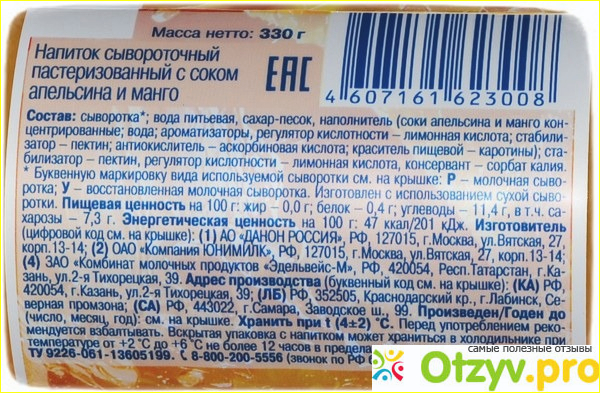 Масса нетто: 330 г
Напиток сывороточный
пастеризованный с соком
апельсина и манго
EAC
4 607161 623008
Состав: сыворотка*; вода питьевая, сахар-песок, наполнитель (соки апельсина и манго кон-
центрированные; вода; ароматизаторы, регулятор кислотности – лимонная кислота; стабили-
затор – пектин; антиокислитель – аскорбиновая кислота; краситель пищевой – каротины); ста-
билизатор – пектин, регулятор кислотности – лимонная кислота, консервант – сорбат калия.
* Буквенную маркировку вида используемой сыворотки см. на крышке: Р – молочная сыво-
ротка; У – восстановленная молочная сыворотка. Изготовлен с использованием сухой сыво-
ротки. Пищевая ценность на 100 г: жир – 0,0 г; белок – 0,4 г; углеводы – 11,4 г, в т.ч. са-
харозы – 7,3 г. Энергетическая ценность на 100 г: 47 ккал/201 кДж. Изготовитель
(цифровой код см. на крышке): (1) АО «ДАНОН РОССИЯ», РФ, 127015, г.Москва, ул.Вятская, 27,
корп.13-14; (2) ОАО «Компания ЮНИМИЛК», РФ, 127015, г.Москва, ул.Вятская, 27, корп.13-14;
(4) ЗАО «Комбинат молочных продуктов «Эдельвейс-М», РФ, 420054, Респ.Татарстан, г.Ка-
зань, ул.2-я Тихорецкая, 39. Адрес производства (буквенный код см. на крышке): (КА) РФ,
420054, г.Казань, ул.2-я Тихорецкая, 39; (ЛБ) РФ, 352505, Краснодарский кр., г.Лабинск, Се-
верная промзона; (СА) РФ, 443022, г.Самара, Заводское ш., 99. Произведен/Годен до
(число, месяц, год): см. на крышке. Хранить при t (4±2) °С. Перед употреблением реко-
мендуется взбалтывать. Вскрытая упаковка с напитком может храниться в холодильнике при
температуре от +2 °С до +6 °С не более 12 часов в предела
ТУ 9226-061-13605199. 8-800-200-5556 (звонок по РФ
самые полезные отзывы
Otzyv.pro